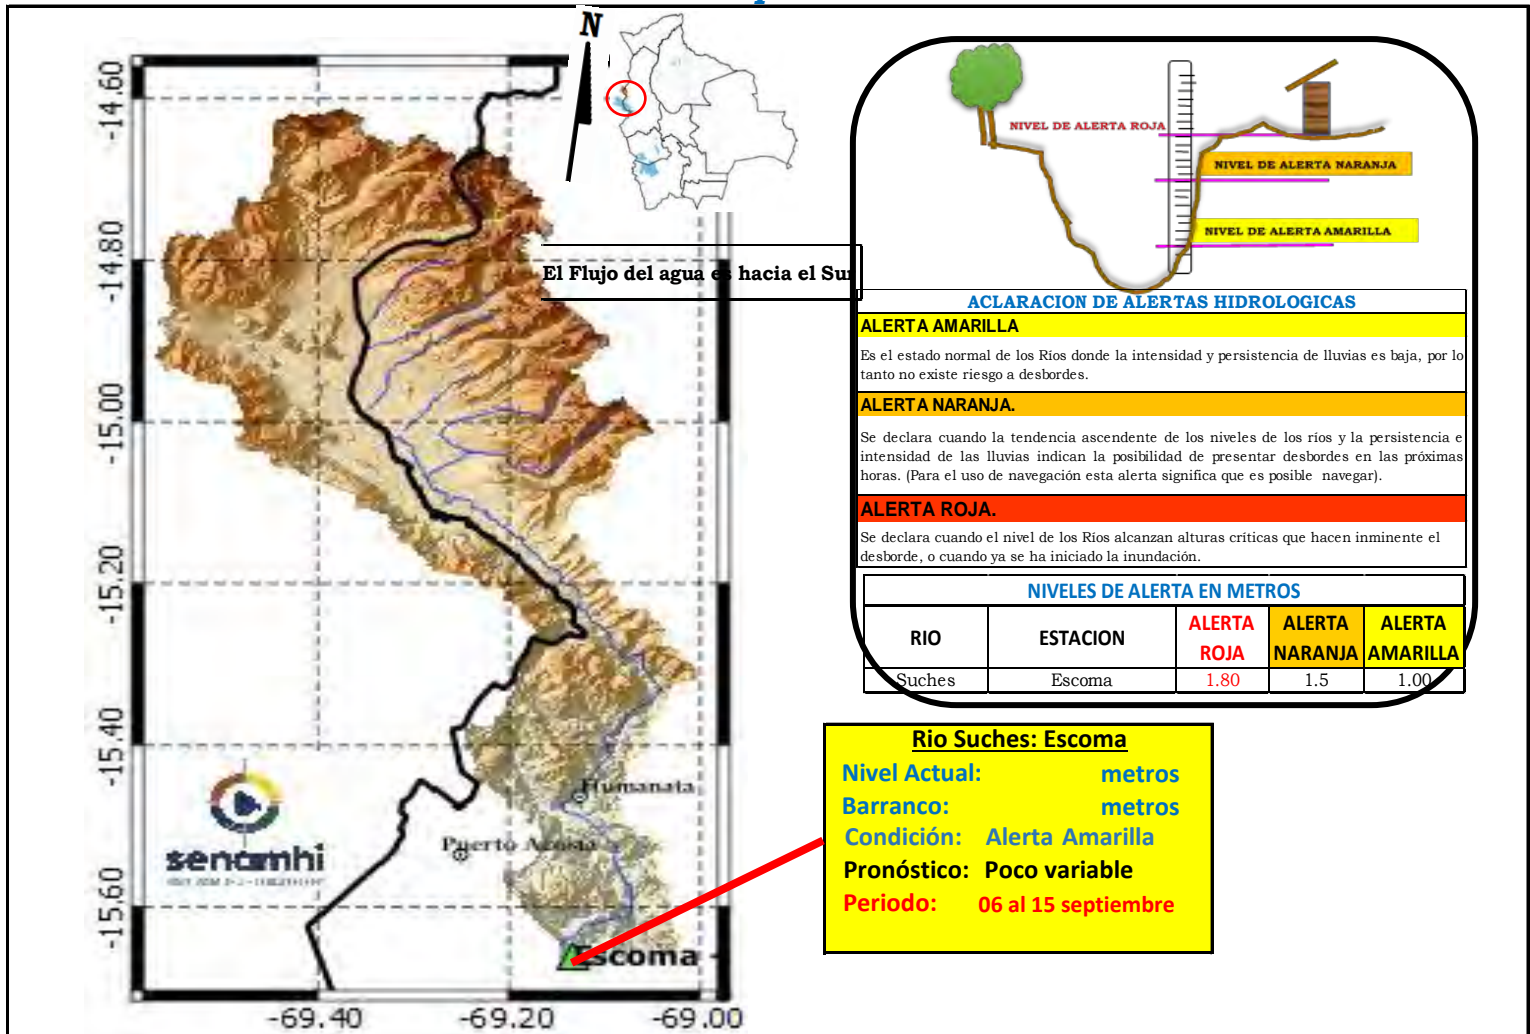 N
-14.60
-14.80
-15.00
-15.20
-15.40
-15.60
-69.40
-69.20
-69.00
El Flujo del agua es hacia el Sur
Humanata
Puerto Acosta
Escoma
senamhi
NIVEL DE ALERTA ROJA
NIVEL DE ALERTA NARANJA
NIVEL DE ALERTA AMARILLA
ACLARACION DE ALERTAS HIDROLOGICAS
ALERTA AMARILLA
Es el estado normal de los Ríos donde la intensidad y persistencia de lluvias es baja, por lo
tanto no existe riesgo a desbordes.
ALERTA NARANJA.
Se declara cuando la tendencia ascendente de los niveles de los ríos y la persistencia e
intensidad de las lluvias indican la posibilidad de presentar desbordes en las próximas
horas. (Para el uso de navegación esta alerta significa que es posible navegar).
ALERTA ROJA.
Se declara cuando el nivel de los Ríos alcanzan alturas críticas que hacen inminente el
desborde, o cuando ya se ha iniciado la inundación.
NIVELES DE ALERTA EN METROS
RIO ESTACION ALERTA ROJA ALERTA NARANJA ALERTA AMARILLA
Suches Escoma 1.80 1.5 1.00
Rio Suches: Escoma
Nivel Actual: metros
Barranco: metros
Condición: Alerta Amarilla
Pronóstico: Poco variable
Periodo: 06 al 15 septiembre